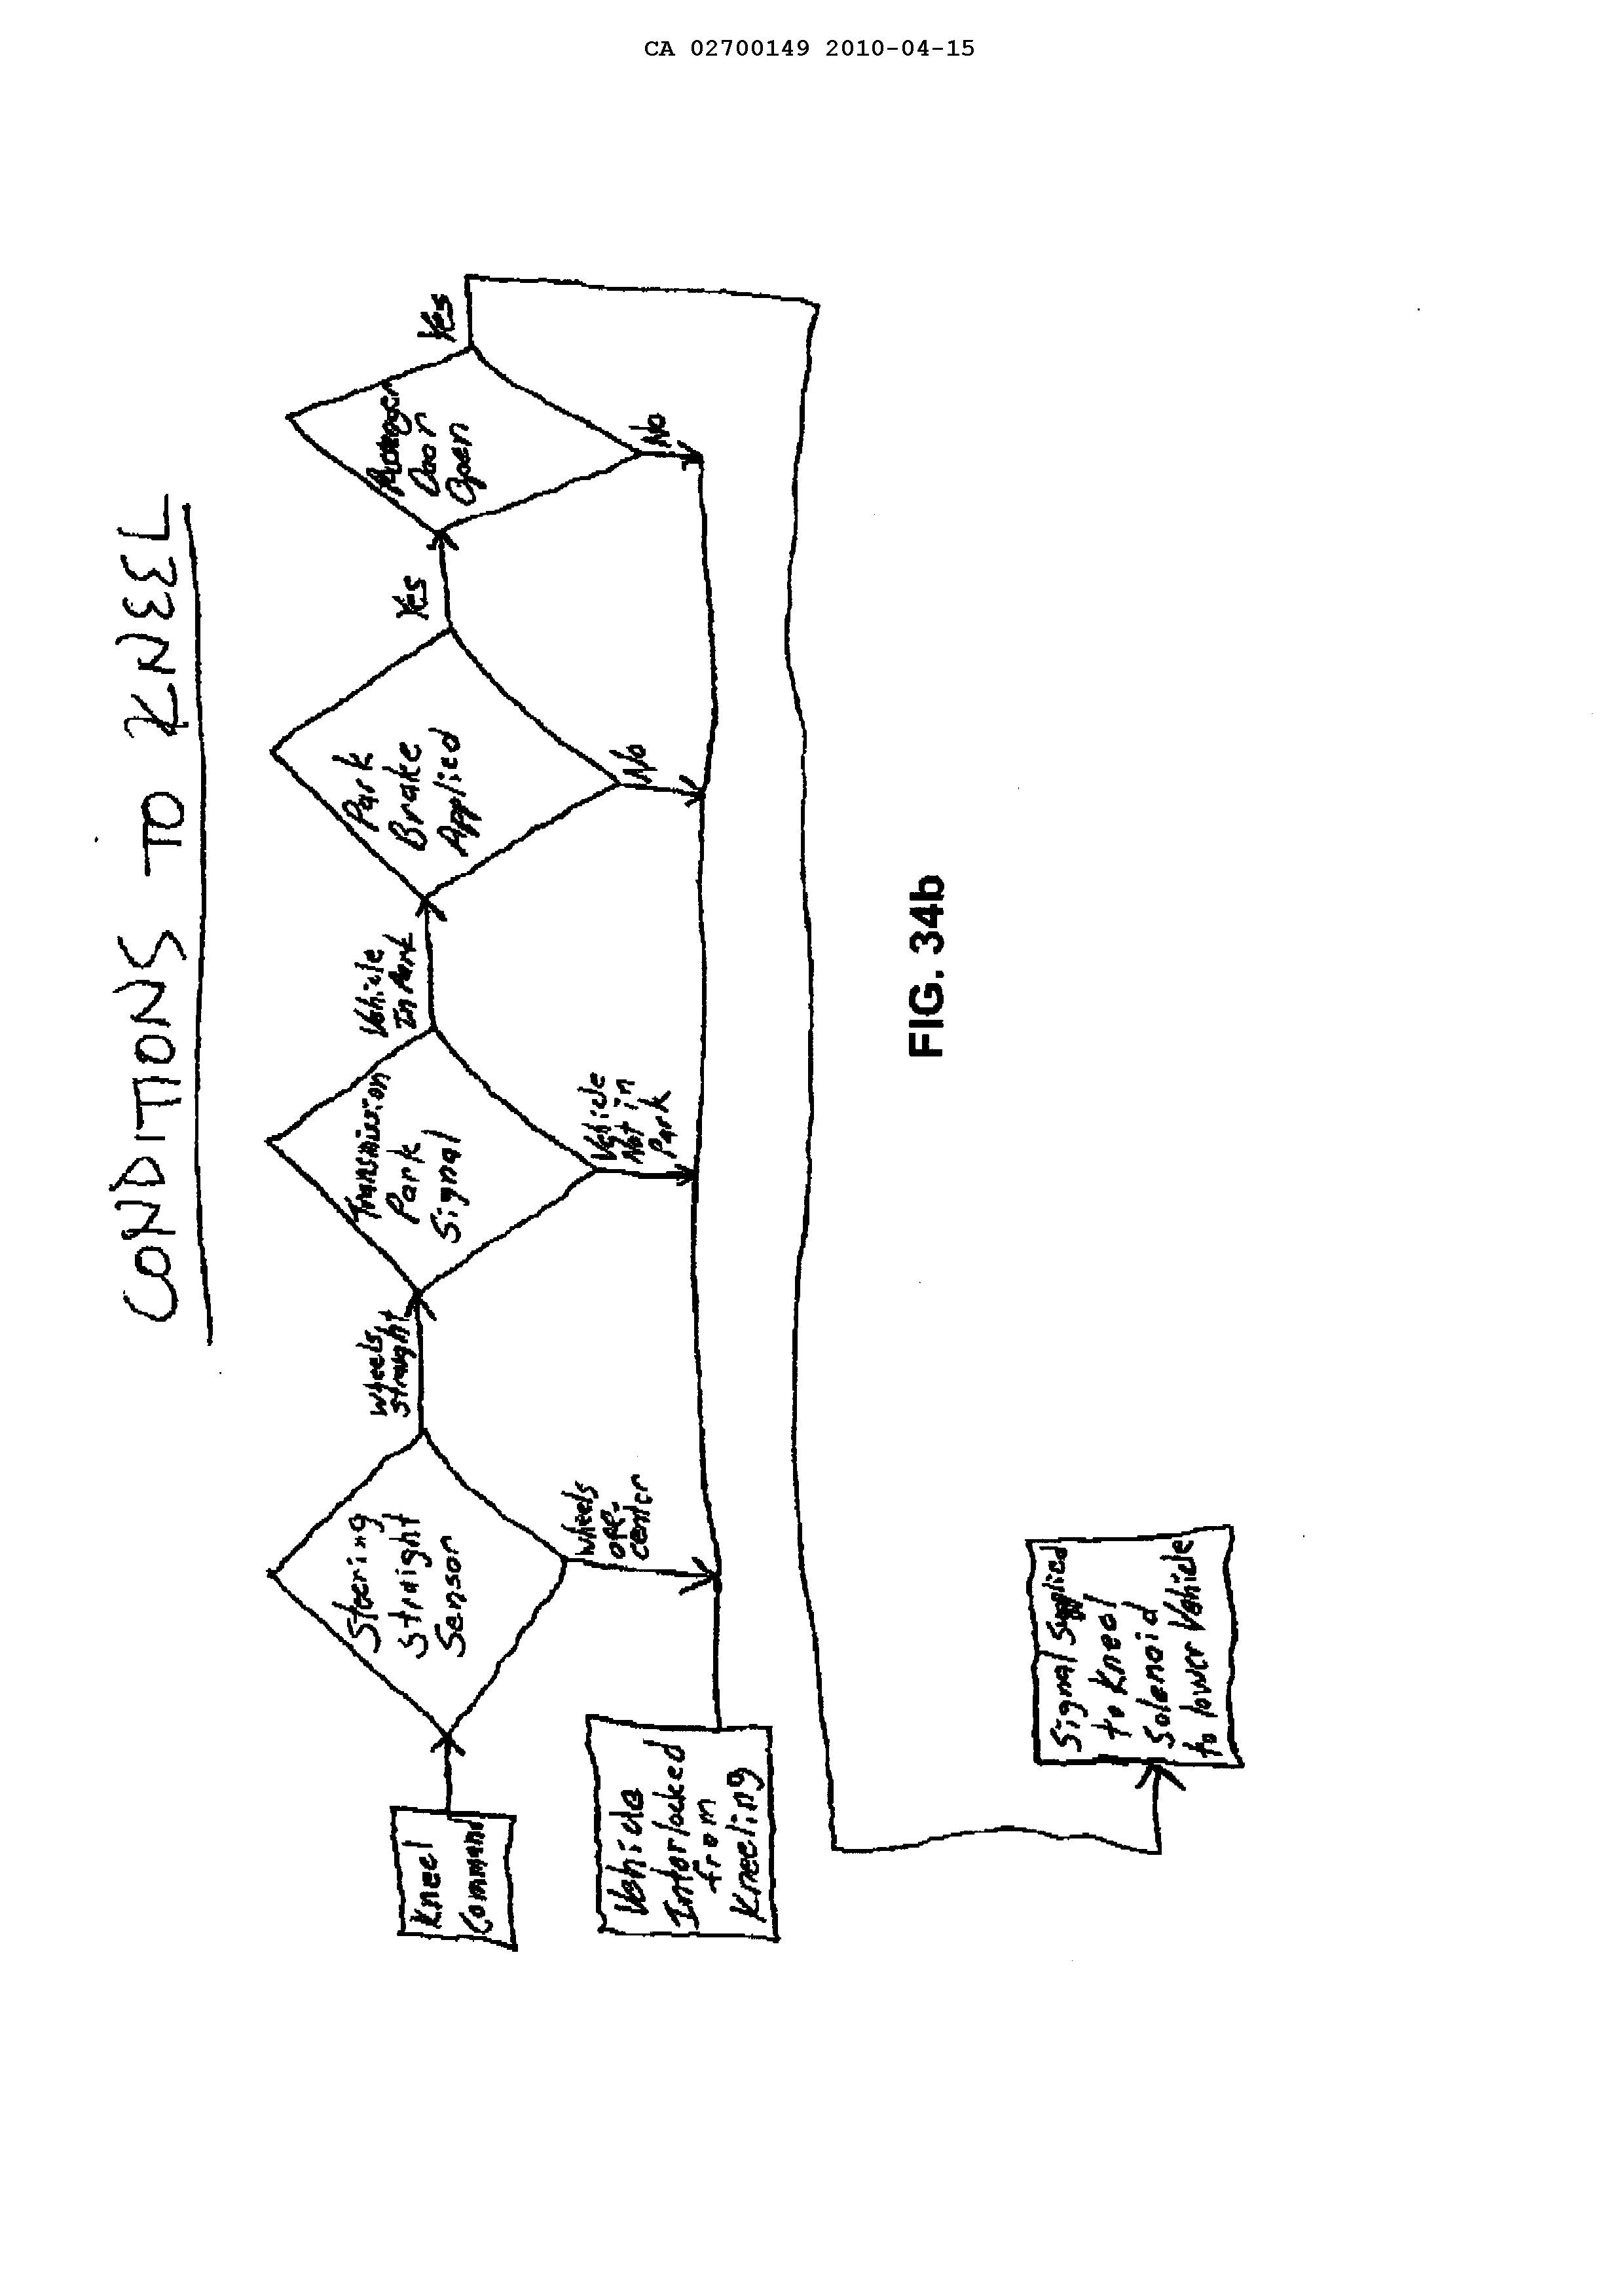 CA 02700149 2010-04-15
CONDITIONS TO KNEEL
Kneel
Command
Steering
Straight
Sensor
wheels
straight
wheels
off-
center
Transmission
Park
Signal
Vehicle
In Park
Vehicle
Not in
Park
Park
Brake
Applied
Yes
No
Passenger
Door
Open
Yes
No
Vehicle
Interlocked
from
Kneeling
Signal Supplied
to Kneel
Solenoid
to lower Vehicle
FIG. 34b